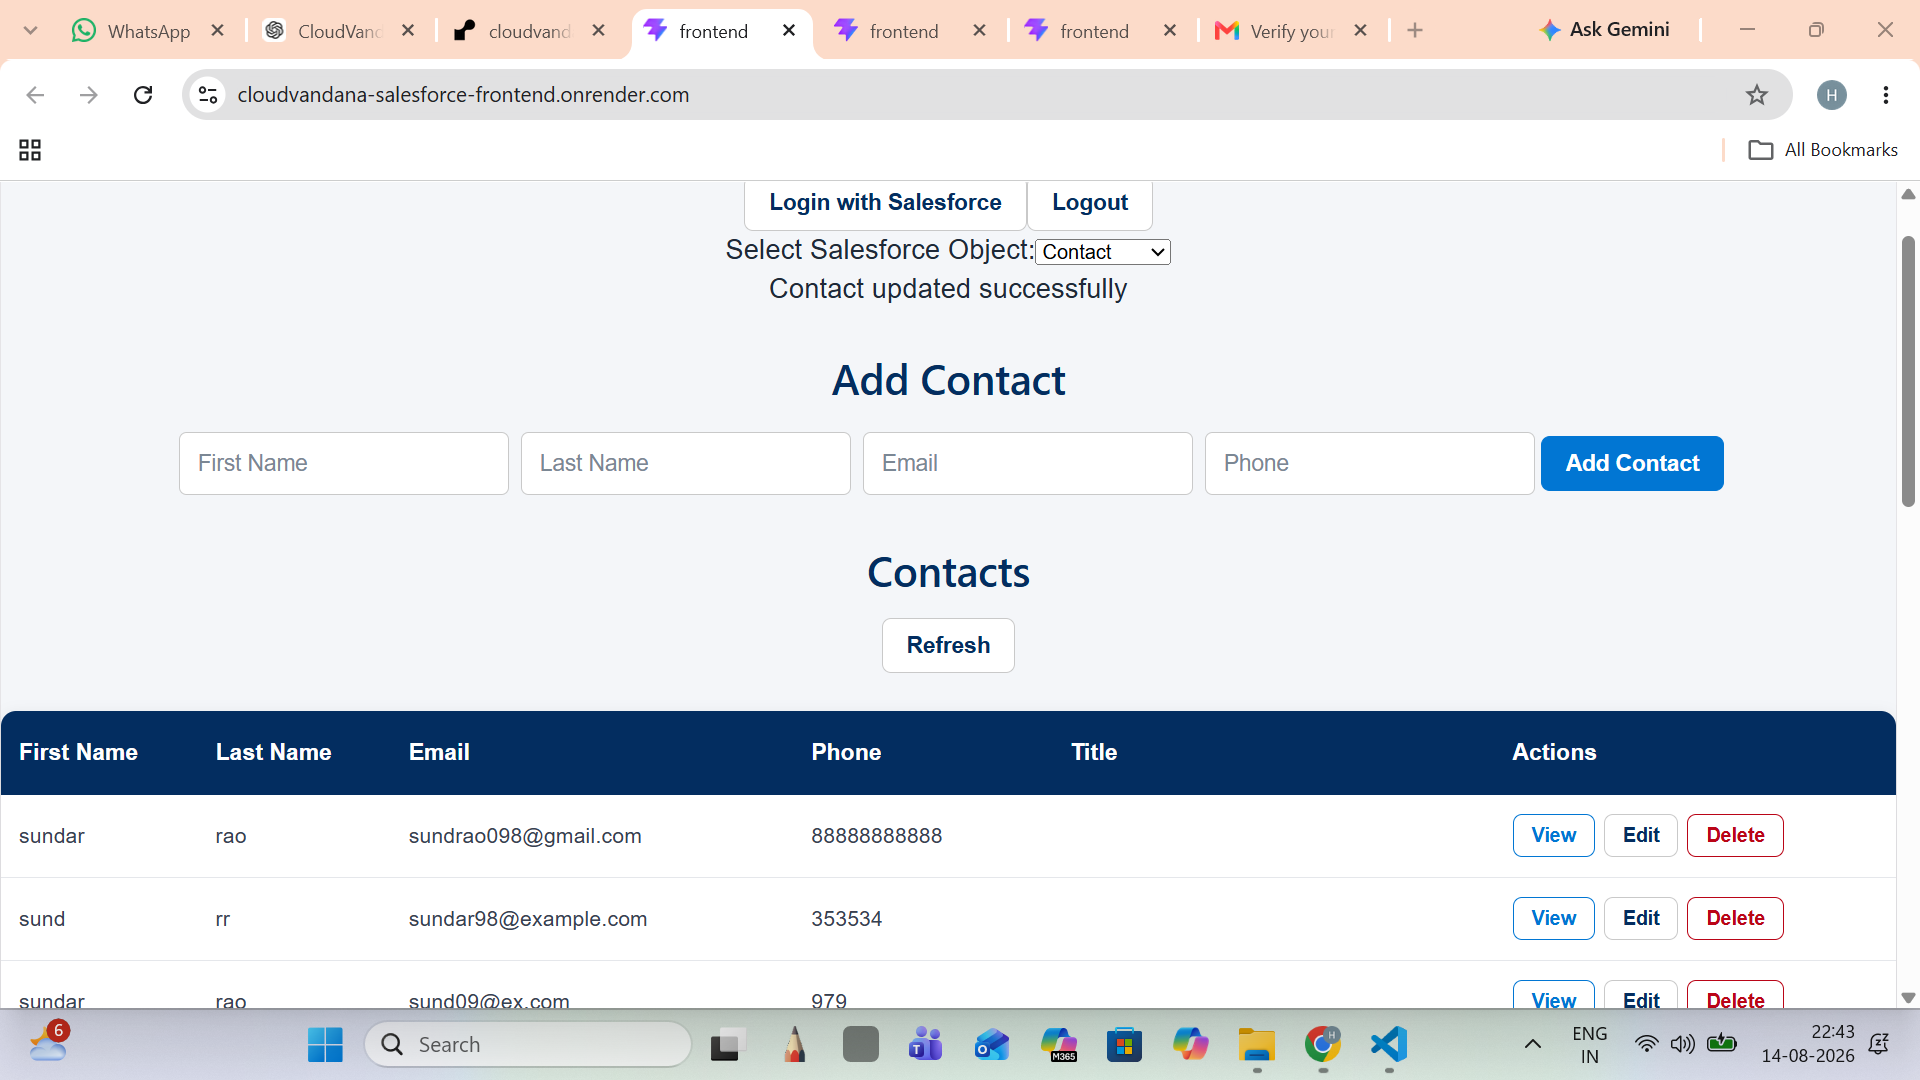 WhatsApp
CloudVand
cloudvand
frontend
frontend
frontend
Verify your
Ask Gemini
cloudvandana-salesforce-frontend.onrender.com
H
All Bookmarks
Login with Salesforce
Logout
Select Salesforce Object:
Contact
Contact updated successfully
Add Contact
First Name
Last Name
Email
Phone
Add Contact
Contacts
Refresh
First Name Last Name Email Phone Title Actions
sundar rao sundrao098@gmail.com 88888888888 View Edit Delete
sund rr sundar98@example.com 353534 View Edit Delete
sundar rao sund09@ex.com 979 View Edit Delete
6
Search
T
O
M365
H
ENG
IN
22:43
14-08-2026